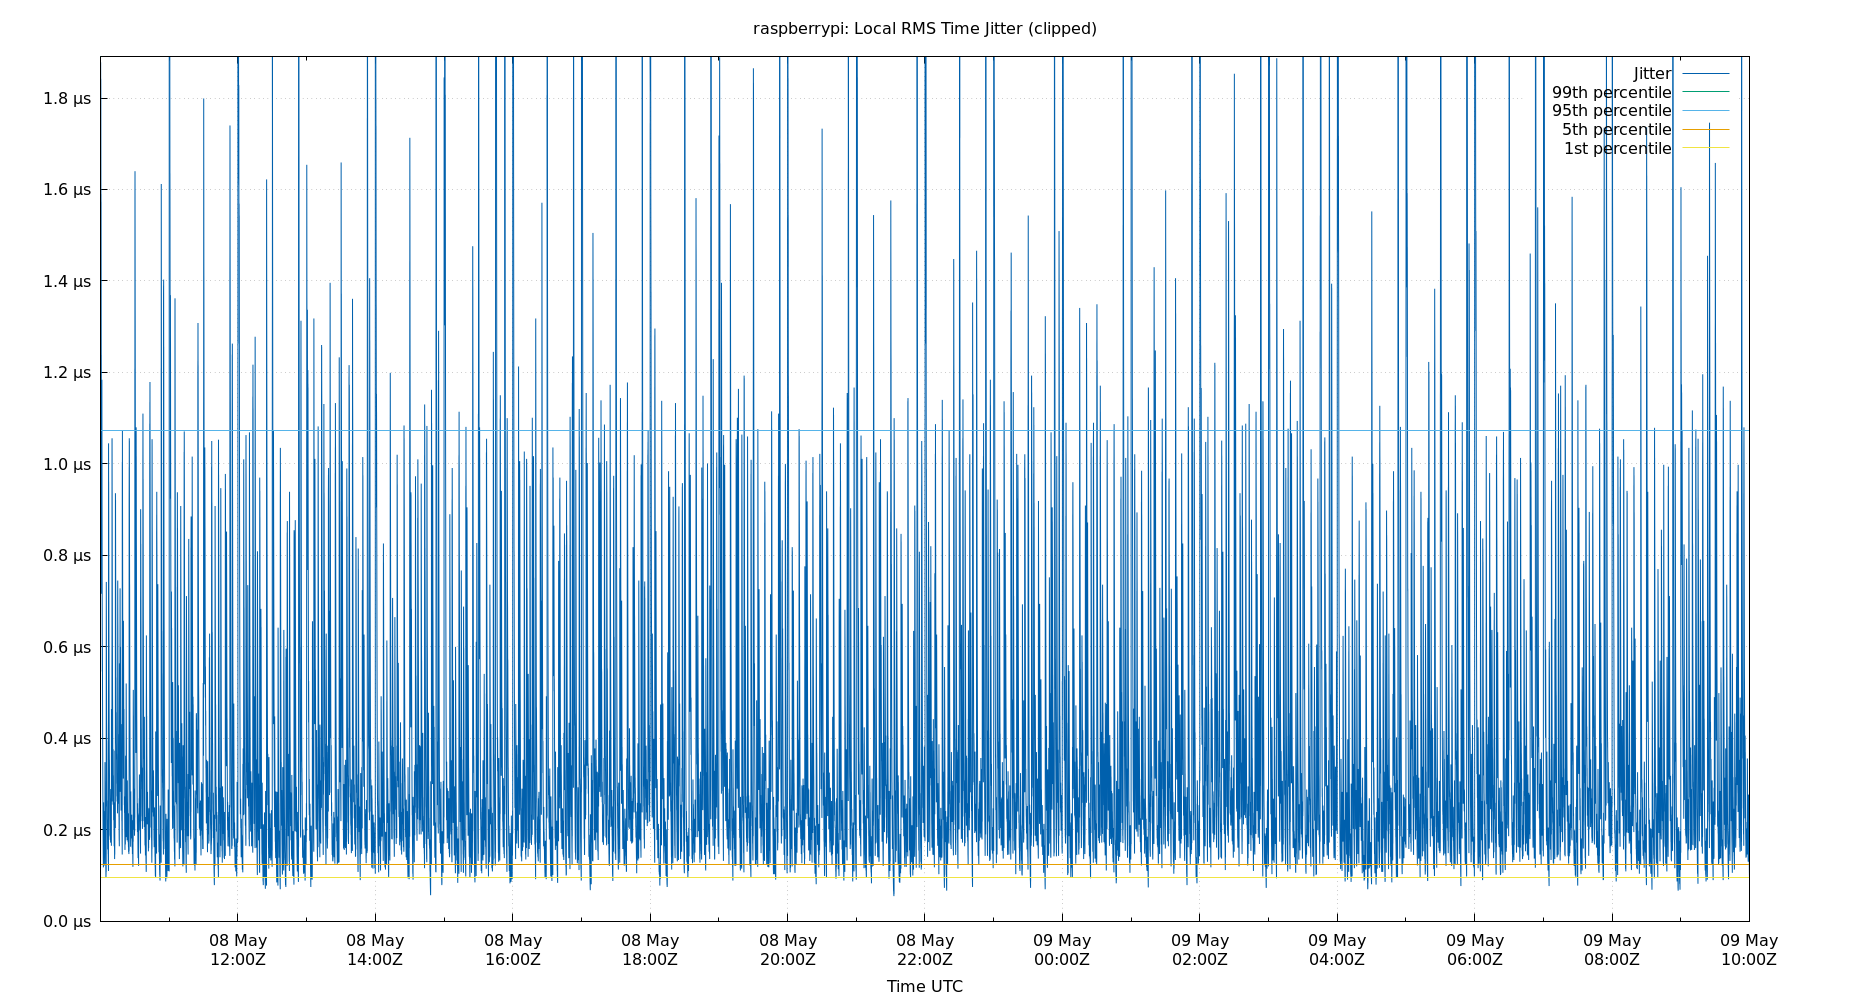 raspberrypi: Local RMS Time Jitter (clipped)
Jitter
99th percentile
95th percentile
5th percentile
1st percentile
1.8 µs
1.6 µs
1.4 µs
1.2 µs
1.0 µs
0.8 µs
0.6 µs
0.4 µs
0.2 µs
0.0 µs
08 May 08 May 08 May 08 May 08 May 08 May 09 May 09 May 09 May 09 May 09 May 09 May
12:00Z 14:00Z 16:00Z 18:00Z 20:00Z 22:00Z 00:00Z 02:00Z 04:00Z 06:00Z 08:00Z 10:00Z
Time UTC